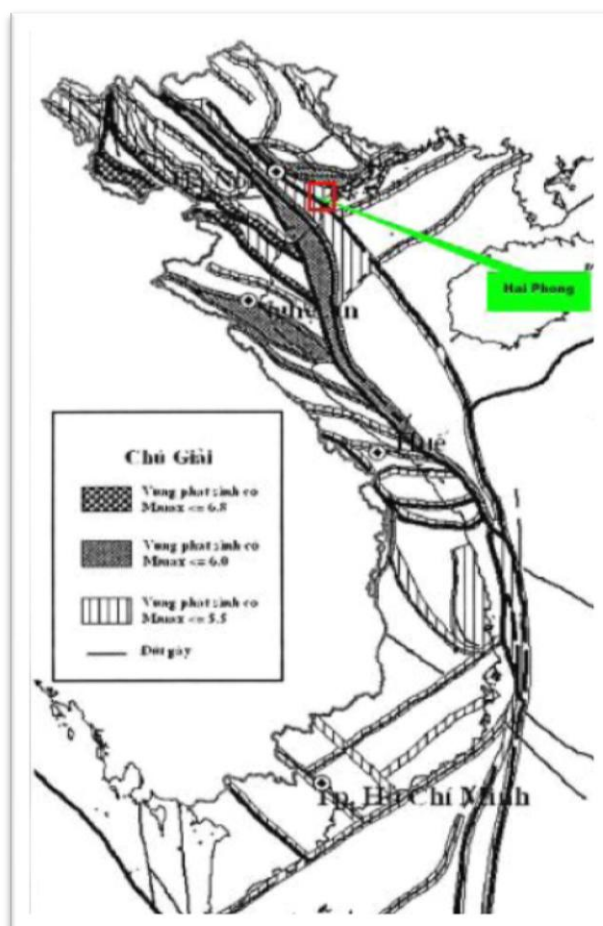 Hai Phong
Nghệ An
Huế
Chú Giải
Vung phat sinh co
Mmax <= 6.8
Vung phat sinh co
Mmax <= 6.0
Vung phat sinh co
Mmax <= 5.5
Đứt gãy
Tp. Hồ Chí Minh